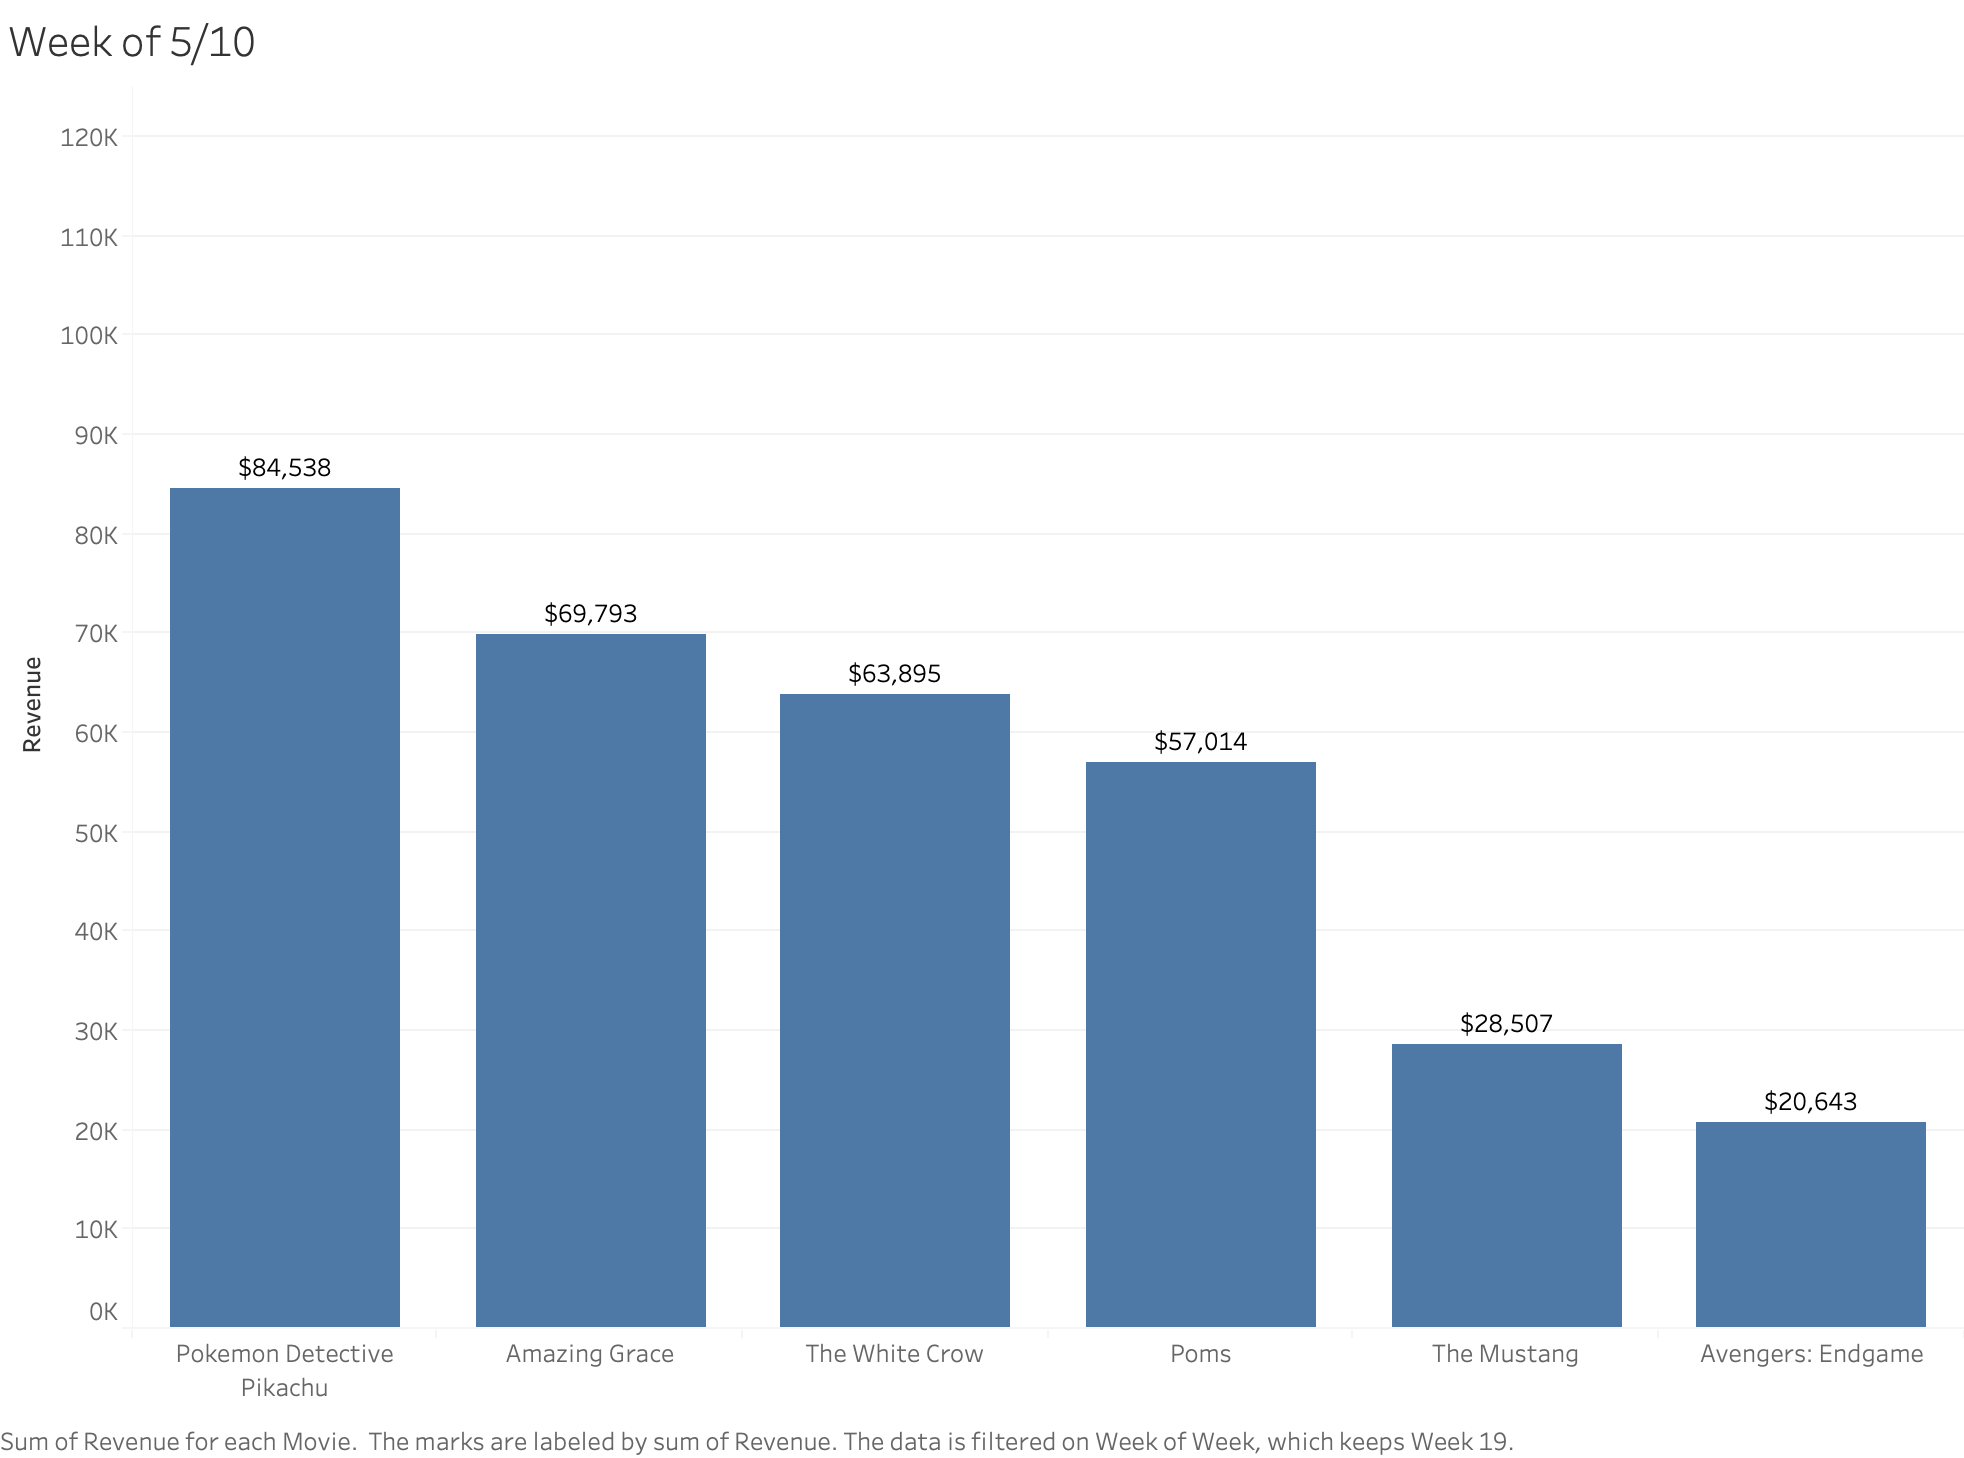 Week of 5/10
120K
110K
100K
90K
80K
70K
60K
50K
40K
30K
20K
10K
0K
Revenue
$84,538
$69,793
$63,895
$57,014
$28,507
$20,643
Pokemon Detective
Pikachu
Amazing Grace
The White Crow
Poms
The Mustang
Avengers: Endgame
Sum of Revenue for each Movie.  The marks are labeled by sum of Revenue. The data is filtered on Week of Week, which keeps Week 19.